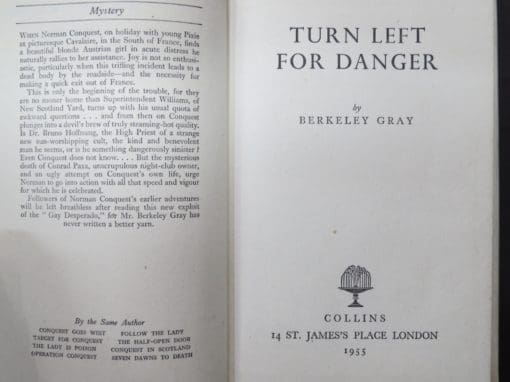 Mystery
WHEN Norman Conquest, on holiday with young Pixie
at picturesque Cavalaire, in the South of France, finds
a beautiful blonde Austrian girl in acute distress he
naturally rallies to her assistance. Joy is not so enthusi-
astic, particularly when this trifling incident leads to a
dead body by the roadside—and the necessity for
making a quick exit out of France.
This is only the beginning of the trouble, for they
are no sooner home than Superintendent Williams, of
New Scotland Yard, turns up with his usual quota of
awkward questions . . . and from then on Conquest
plunges into a devil's brew of truly steaming-hot quality.
Is Dr. Bruno Hoffnung, the High Priest of a strange
new sun-worshipping cult, the kind and benevolent
man he seems, or is he something dangerously sinister?
Even Conquest does not know. . . . But the mysterious
death of Conrad Paxa, unscrupulous night-club owner,
and an ugly attempt on Conquest's own life, urge
Norman to go into action with all that speed and vigour
for which he is celebrated.
Followers of Norman Conquest's earlier adventures
will be left breathless after reading this new exploit
of the "Gay Desperado," for Mr. Berkeley Gray has
never written a better yarn.
By the Same Author
CONQUEST GOES WEST FOLLOW THE LADY
TARGET FOR CONQUEST THE HALF-OPEN DOOR
THE LADY IS POISON CONQUEST IN SCOTLAND
OPERATION CONQUEST SEVEN DAWNS TO DEATH
TURN LEFT
FOR DANGER
by
BERKELEY GRAY
COLLINS
14 ST. JAMES'S PLACE LONDON
1955